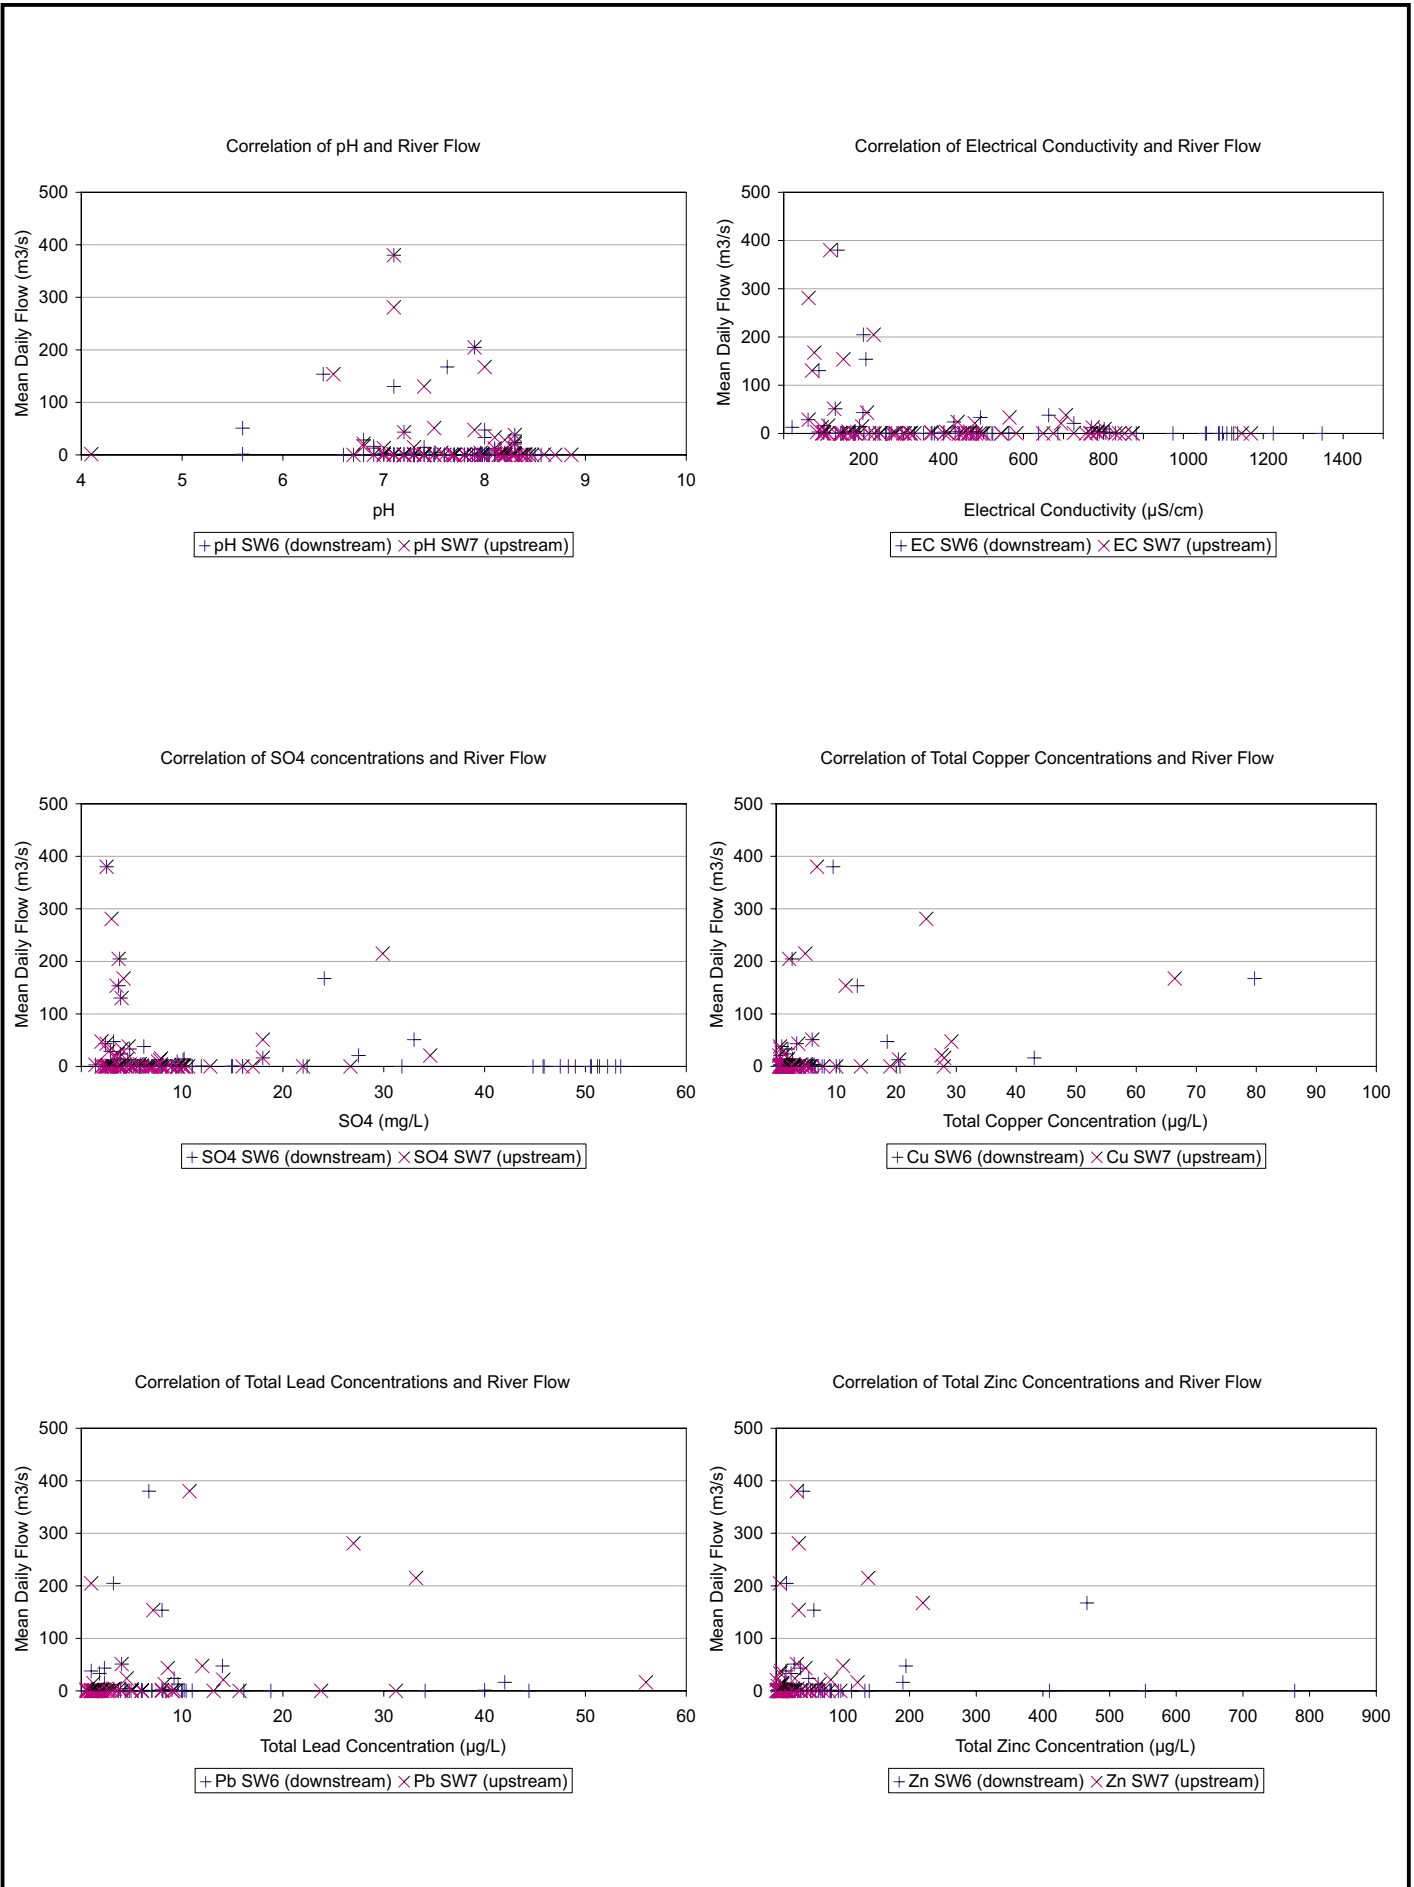 Correlation of pH and River Flow
500
400
300
200
100
0
Mean Daily Flow (m3/s)
4 5 6 7 8 9 10
pH
pH SW6 (downstream) pH SW7 (upstream)
Correlation of Electrical Conductivity and River Flow
500
400
300
200
100
0
Mean Daily Flow (m3/s)
200 400 600 800 1000 1200 1400
Electrical Conductivity (µS/cm)
EC SW6 (downstream) EC SW7 (upstream)
Correlation of SO4 concentrations and River Flow
500
400
300
200
100
0
Mean Daily Flow (m3/s)
10 20 30 40 50 60
SO4 (mg/L)
SO4 SW6 (downstream) SO4 SW7 (upstream)
Correlation of Total Copper Concentrations and River Flow
500
400
300
200
100
0
Mean Daily Flow (m3/s)
10 20 30 40 50 60 70 80 90 100
Total Copper Concentration (µg/L)
Cu SW6 (downstream) Cu SW7 (upstream)
Correlation of Total Lead Concentrations and River Flow
500
400
300
200
100
0
Mean Daily Flow (m3/s)
10 20 30 40 50 60
Total Lead Concentration (µg/L)
Pb SW6 (downstream) Pb SW7 (upstream)
Correlation of Total Zinc Concentrations and River Flow
500
400
300
200
100
0
Mean Daily Flow (m3/s)
100 200 300 400 500 600 700 800 900
Total Zinc Concentration (µg/L)
Zn SW6 (downstream) Zn SW7 (upstream)